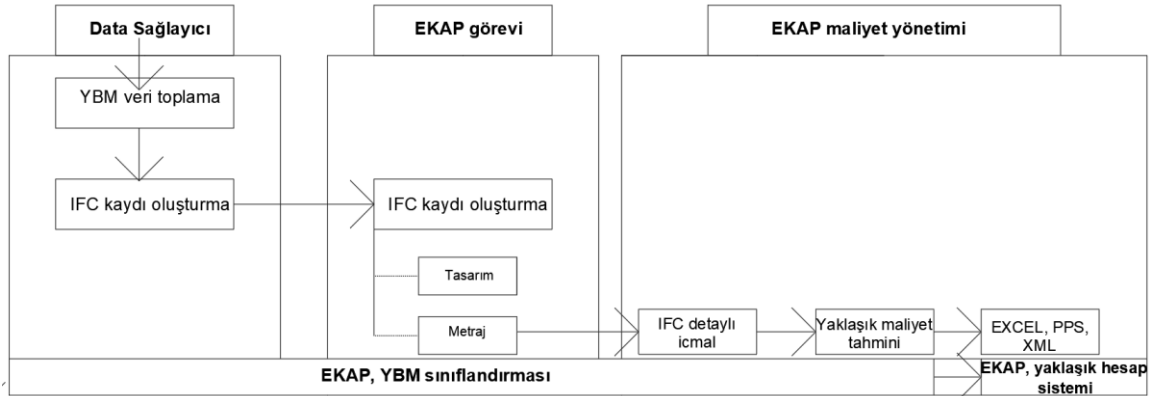 Data Sağlayıcı
EKAP görevi
EKAP maliyet yönetimi
YBM veri toplama
IFC kaydı oluşturma
IFC kaydı oluşturma
Tasarım
Metraj
IFC detaylı
icmal
Yaklaşık maliyet
tahmini
EXCEL, PPS,
XML
EKAP, YBM sınıflandırması
EKAP, yaklaşık hesap
sistemi